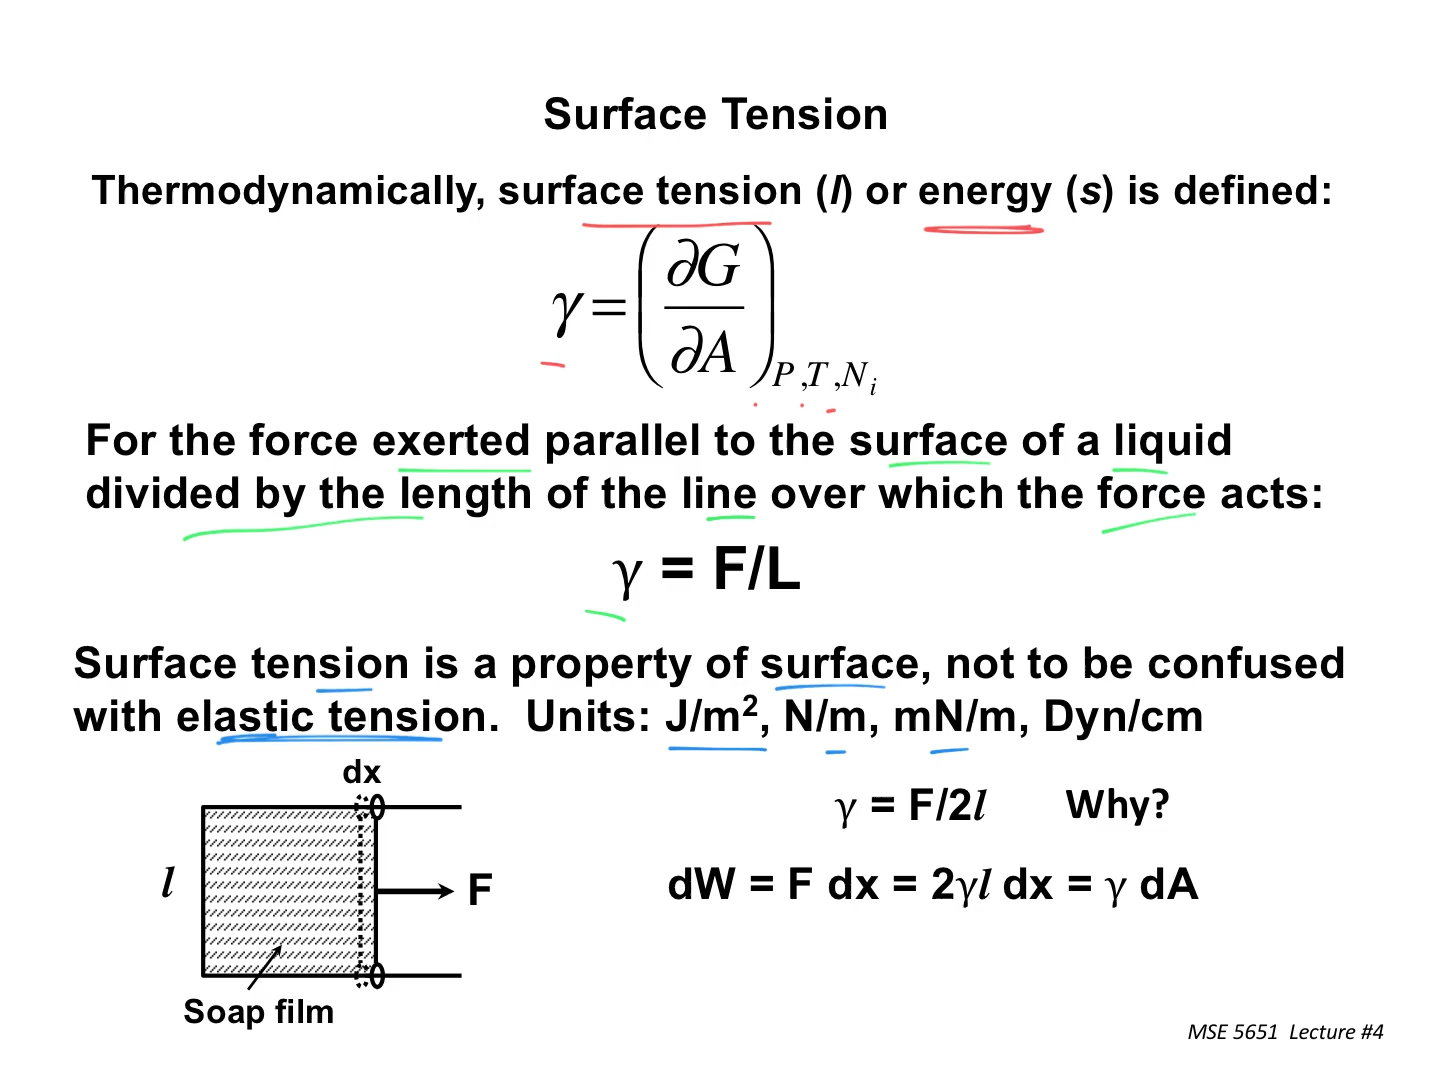 Surface Tension
Thermodynamically, surface tension (l) or energy (s) is defined:
γ = (∂G/∂A)P,T,Ni
For the force exerted parallel to the surface of a liquid
divided by the length of the line over which the force acts:
γ = F/L
Surface tension is a property of surface, not to be confused
with elastic tension. Units: J/m², N/m, mN/m, Dyn/cm
dx
γ = F/2l Why?
l
F
dW = F dx = 2γl dx = γ dA
Soap film
MSE 5651 Lecture #4